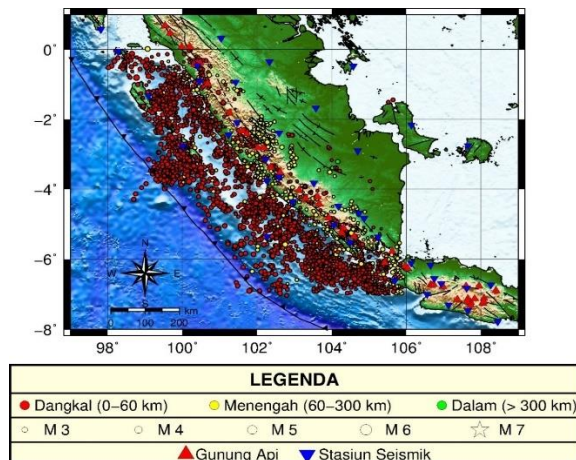 0°
−2°
−4°
−6°
−8°
N
W E
S
km
0 100 200
98° 100° 102° 104° 106° 108°
LEGENDA
Dangkal (0−60 km) Menengah (60−300 km) Dalam (> 300 km)
M 3 M 4 M 5 M 6 M 7
Gunung Api Stasiun Seismik